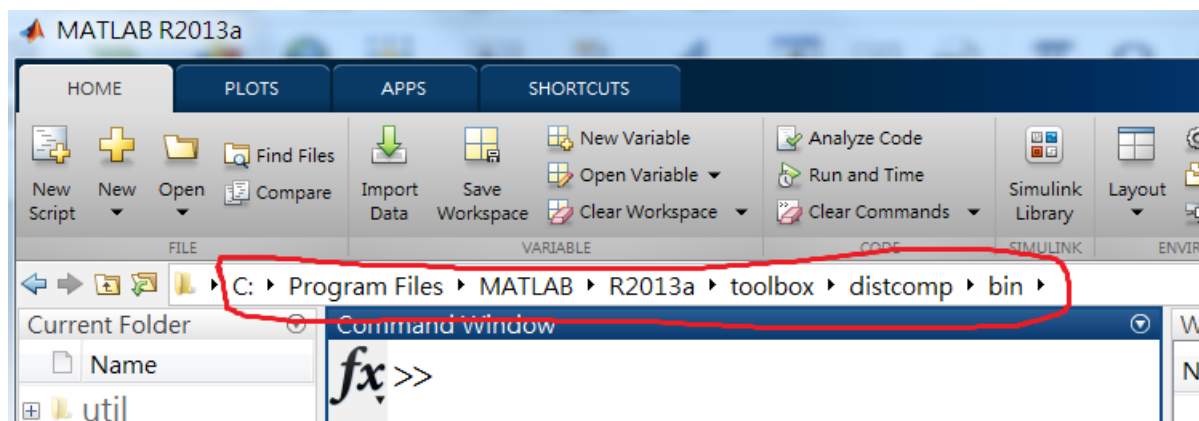 MATLAB R2013a
HOME PLOTS APPS SHORTCUTS
New Script
New
Open
Find Files
Compare
Import Data
Save Workspace
New Variable
Open Variable
Clear Workspace
Analyze Code
Run and Time
Clear Commands
Simulink Library
Layout
FILE VARIABLE CODE SIMULINK
C: Program Files MATLAB R2013a toolbox distcomp bin
Current Folder
Command Window
Name
fx >>
util